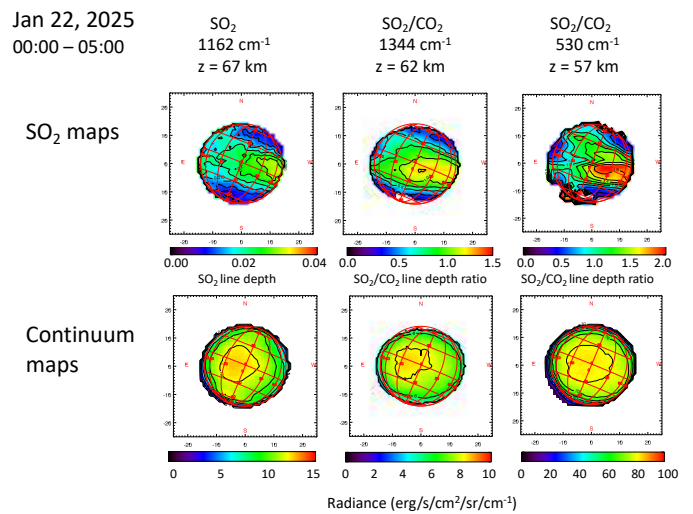 Jan 22, 2025
00:00 – 05:00
SO₂
1162 cm⁻¹
z = 67 km
SO₂/CO₂
1344 cm⁻¹
z = 62 km
SO₂/CO₂
530 cm⁻¹
z = 57 km
SO₂ maps
N
E
W
S
N
E
W
S
N
E
W
S
0.00 0.02 0.04
0.0 0.5 1.0 1.5
0.0 0.5 1.0 1.5 2.0
SO₂ line depth
SO₂/CO₂ line depth ratio
SO₂/CO₂ line depth ratio
Continuum
maps
N
E
W
S
N
E
W
S
N
E
W
S
0 5 10 15
0 2 4 6 8 10
0 20 40 60 80 100
Radiance (erg/s/cm²/sr/cm⁻¹)